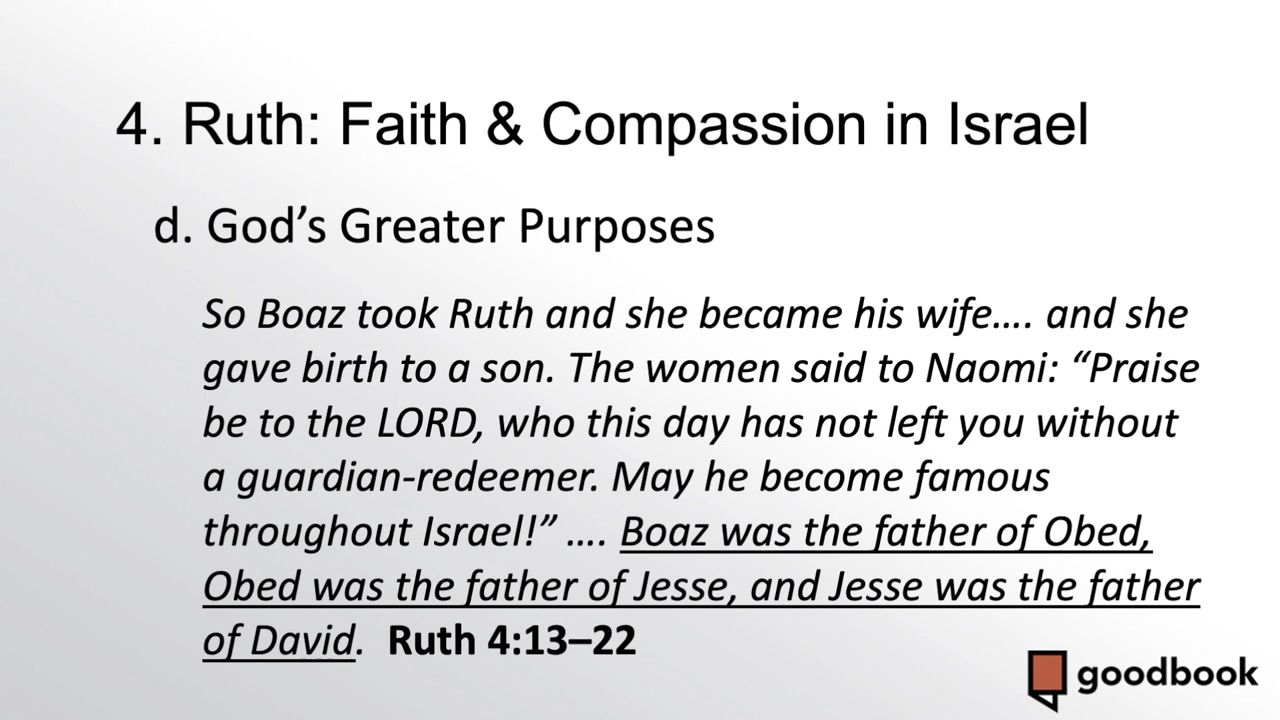 4. Ruth: Faith & Compassion in Israel
d. God’s Greater Purposes
So Boaz took Ruth and she became his wife…. and she
gave birth to a son. The women said to Naomi: “Praise
be to the LORD, who this day has not left you without
a guardian-redeemer. May he become famous
throughout Israel!” …. Boaz was the father of Obed,
Obed was the father of Jesse, and Jesse was the father
of David. Ruth 4:13–22
goodbook